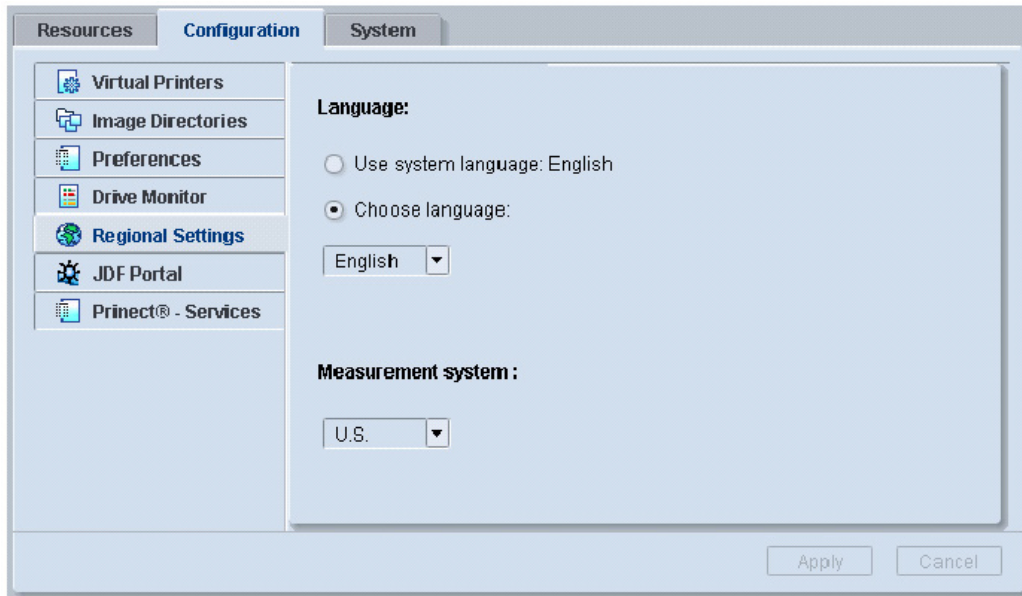 Resources Configuration System
Virtual Printers
Image Directories
Preferences
Drive Monitor
Regional Settings
JDF Portal
Prinect® - Services
Language:
Use system language: English
Choose language:
English
Measurement system :
U.S.
Apply Cancel